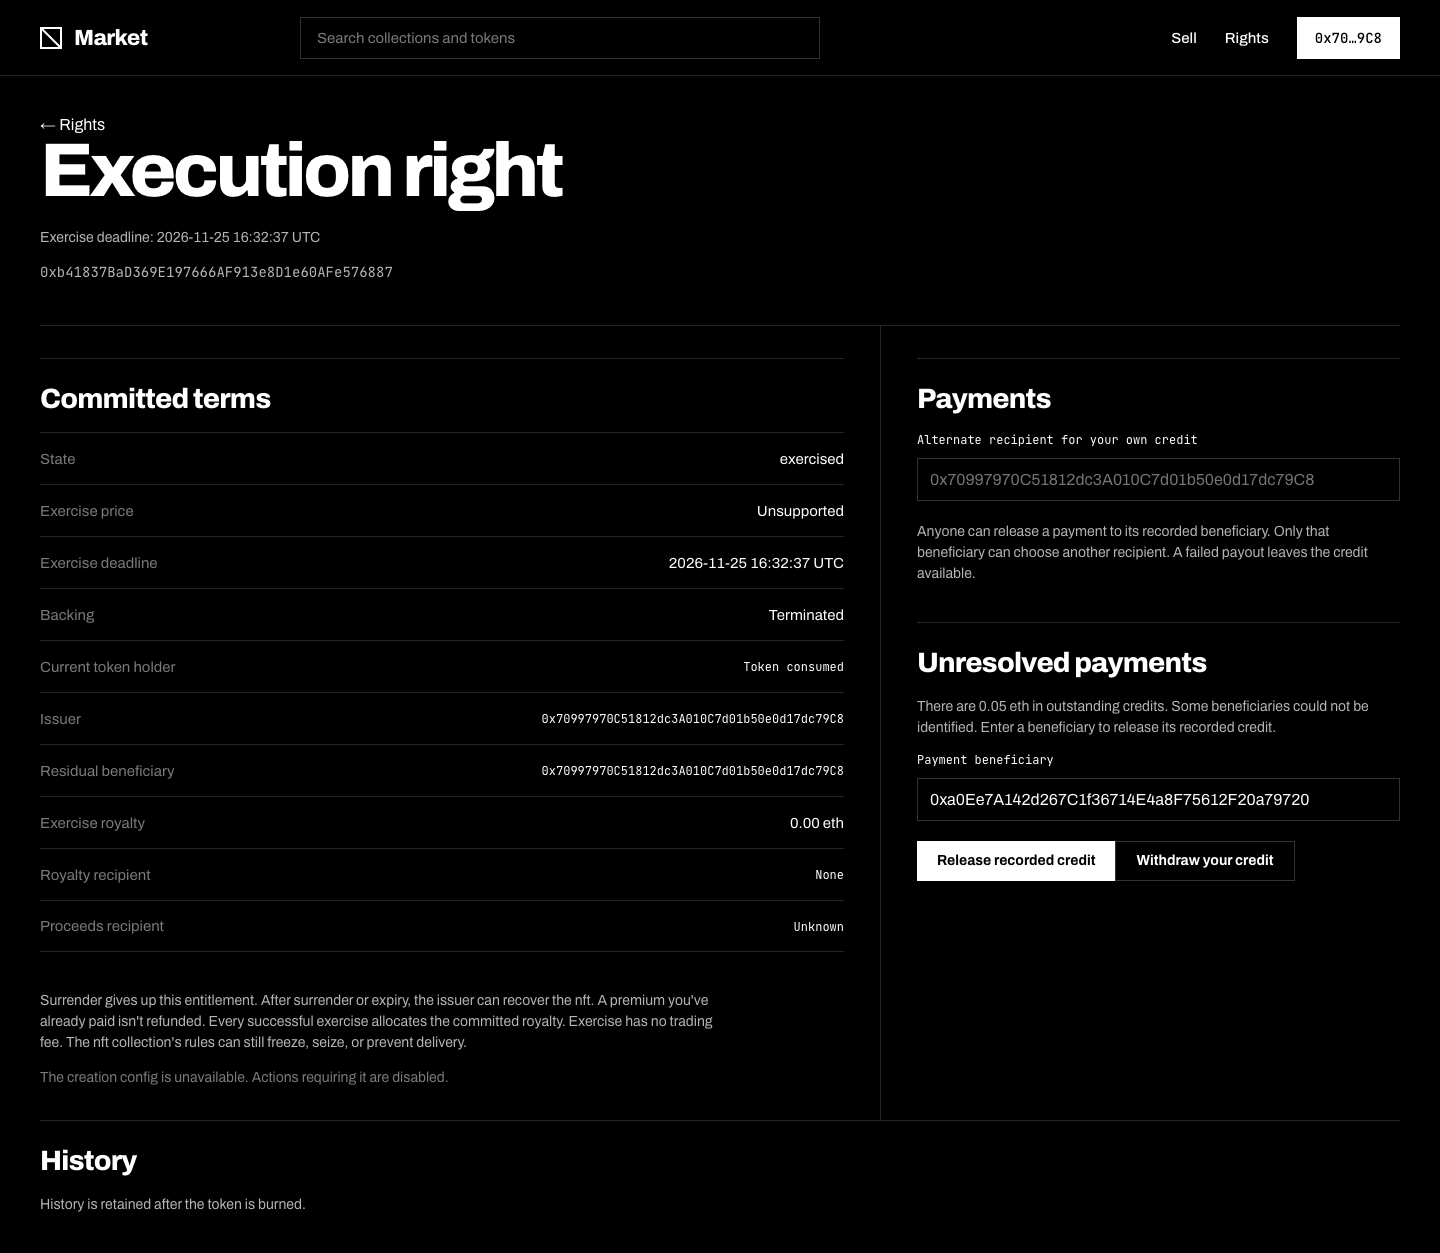 Market
Search collections and tokens
Sell
Rights
0x70…9C8
← Rights
Execution right
Exercise deadline: 2026-11-25 16:32:37 UTC
0xb41837BaD369E197666AF913e8D1e60AFe576887
Committed terms
State
exercised
Exercise price
Unsupported
Exercise deadline
2026-11-25 16:32:37 UTC
Backing
Terminated
Current token holder
Token consumed
Issuer
0x70997970C51812dc3A010C7d01b50e0d17dc79C8
Residual beneficiary
0x70997970C51812dc3A010C7d01b50e0d17dc79C8
Exercise royalty
0.00 eth
Royalty recipient
None
Proceeds recipient
Unknown
Surrender gives up this entitlement. After surrender or expiry, the issuer can recover the nft. A premium you've
already paid isn't refunded. Every successful exercise allocates the committed royalty. Exercise has no trading
fee. The nft collection's rules can still freeze, seize, or prevent delivery.
The creation config is unavailable. Actions requiring it are disabled.
Payments
Alternate recipient for your own credit
0x70997970C51812dc3A010C7d01b50e0d17dc79C8
Anyone can release a payment to its recorded beneficiary. Only that
beneficiary can choose another recipient. A failed payout leaves the credit
available.
Unresolved payments
There are 0.05 eth in outstanding credits. Some beneficiaries could not be
identified. Enter a beneficiary to release its recorded credit.
Payment beneficiary
0xa0Ee7A142d267C1f36714E4a8F75612F20a79720
Release recorded credit
Withdraw your credit
History
History is retained after the token is burned.